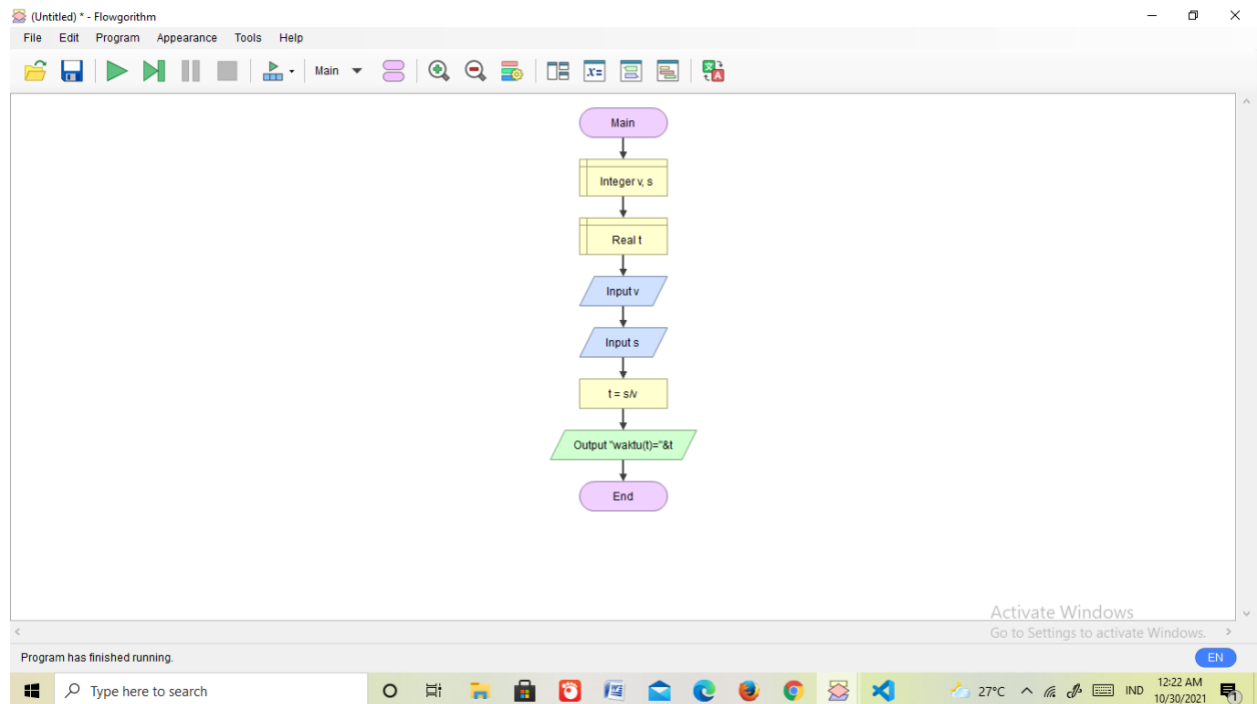 (Untitled) * - Flowgorithm
File Edit Program Appearance Tools Help
Main
Main
Integer v, s
Real t
Input v
Input s
t = s/v
Output "waktu(t)="&t
End
Activate Windows
Go to Settings to activate Windows.
Program has finished running.
EN
Type here to search
27°C
IND
12:22 AM
10/30/2021